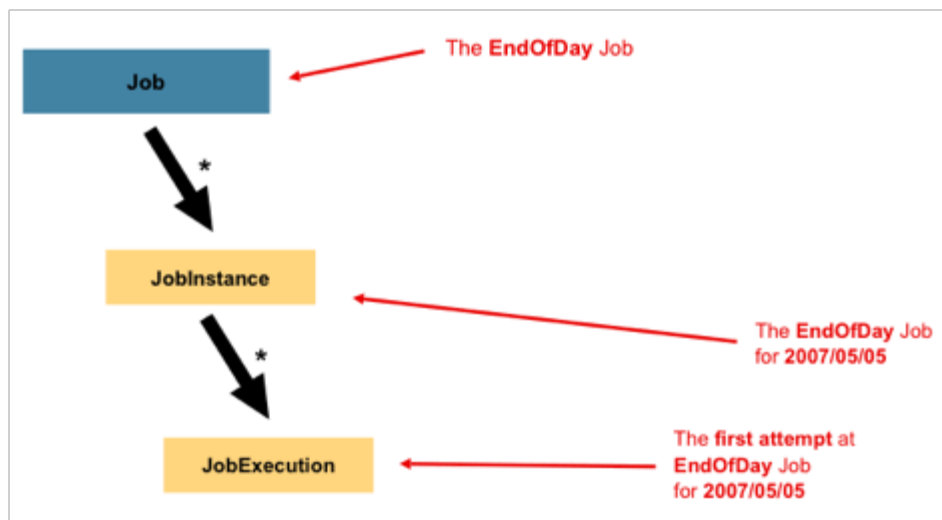 The EndOfDay Job
Job
*
JobInstance
*
The EndOfDay Job
for 2007/05/05
JobExecution
The first attempt at
EndOfDay Job
for 2007/05/05